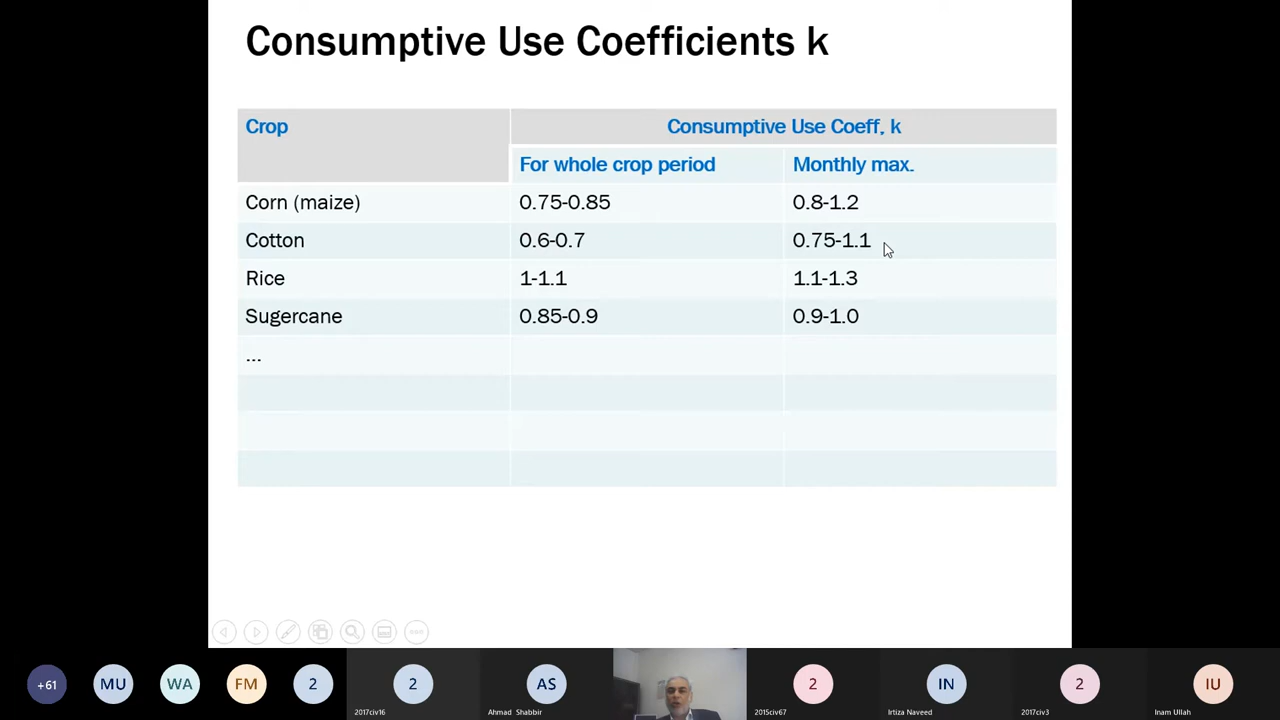 Consumptive Use Coefficients k
Crop
Consumptive Use Coeff, k
For whole crop period
Monthly max.
Corn (maize)
0.75-0.85
0.8-1.2
Cotton
0.6-0.7
0.75-1.1
Rice
1-1.1
1.1-1.3
Sugercane
0.85-0.9
0.9-1.0
...
+61
MU
WA
FM
2
2
2017civ16
AS
Ahmad Shabbir
2
2015civ67
IN
Irtiza Naveed
2
2017civ3
IU
Inam Ullah